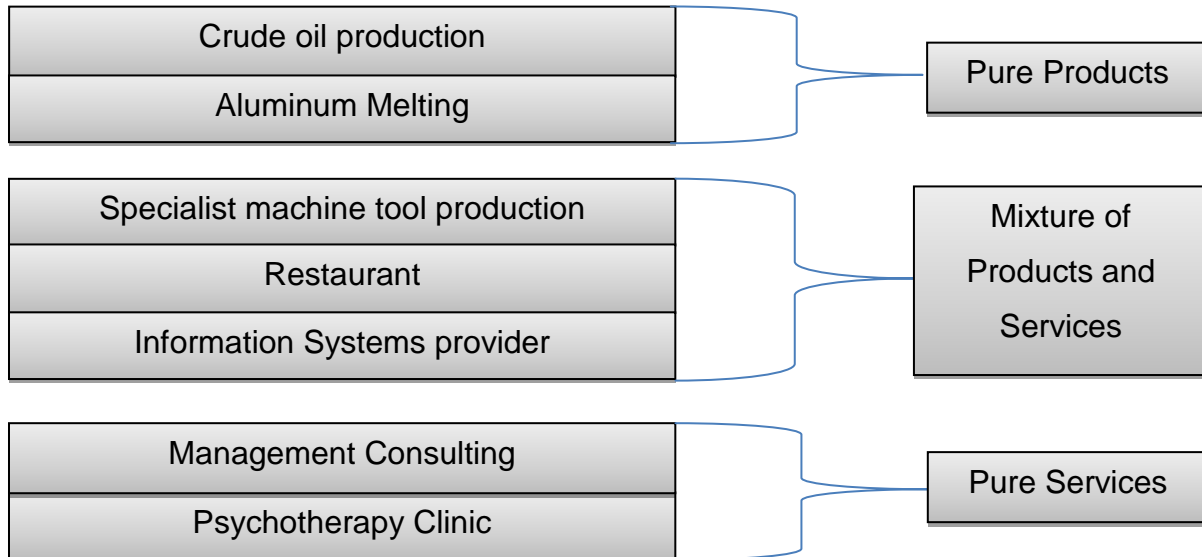 Crude oil production
Aluminum Melting
Pure Products
Specialist machine tool production
Restaurant
Information Systems provider
Mixture of
Products and
Services
Management Consulting
Psychotherapy Clinic
Pure Services